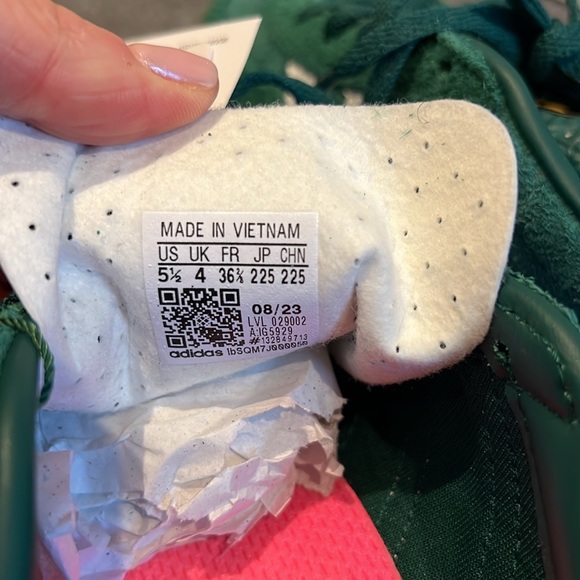 MADE IN VIETNAM
US UK FR JP CHN
5½ 4 36⅔ 225 225
08/23
LVL 029002
A:IG5929
#132849713
adidas lbSQM7J000050